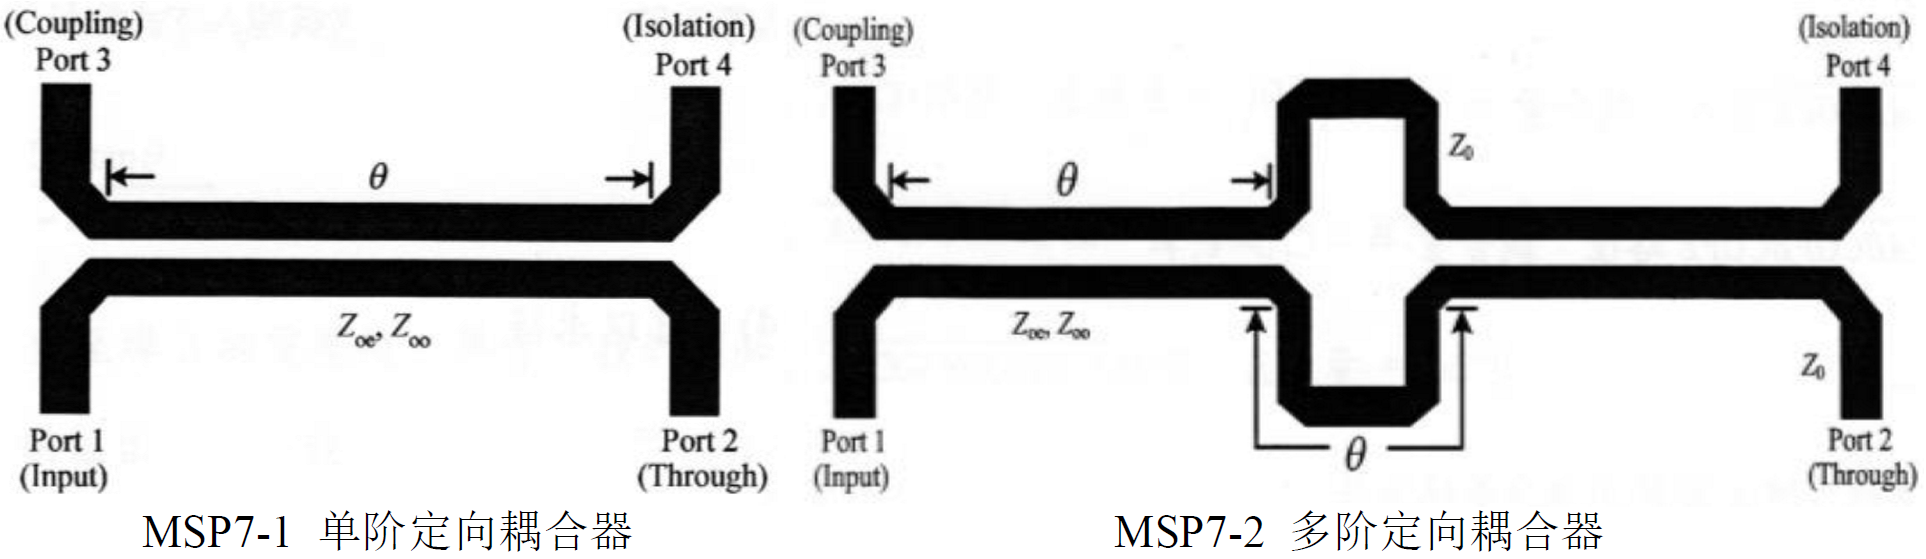 (Coupling)
Port 3
(Isolation)
Port 4
θ
Zoe, Zoo
Port 1
(Input)
Port 2
(Through)
MSP7-1 单阶定向耦合器
(Coupling)
Port 3
(Isolation)
Port 4
Z0
θ
Zoe, Zoo
Z0
θ
Port 1
(Input)
Port 2
(Through)
MSP7-2 多阶定向耦合器